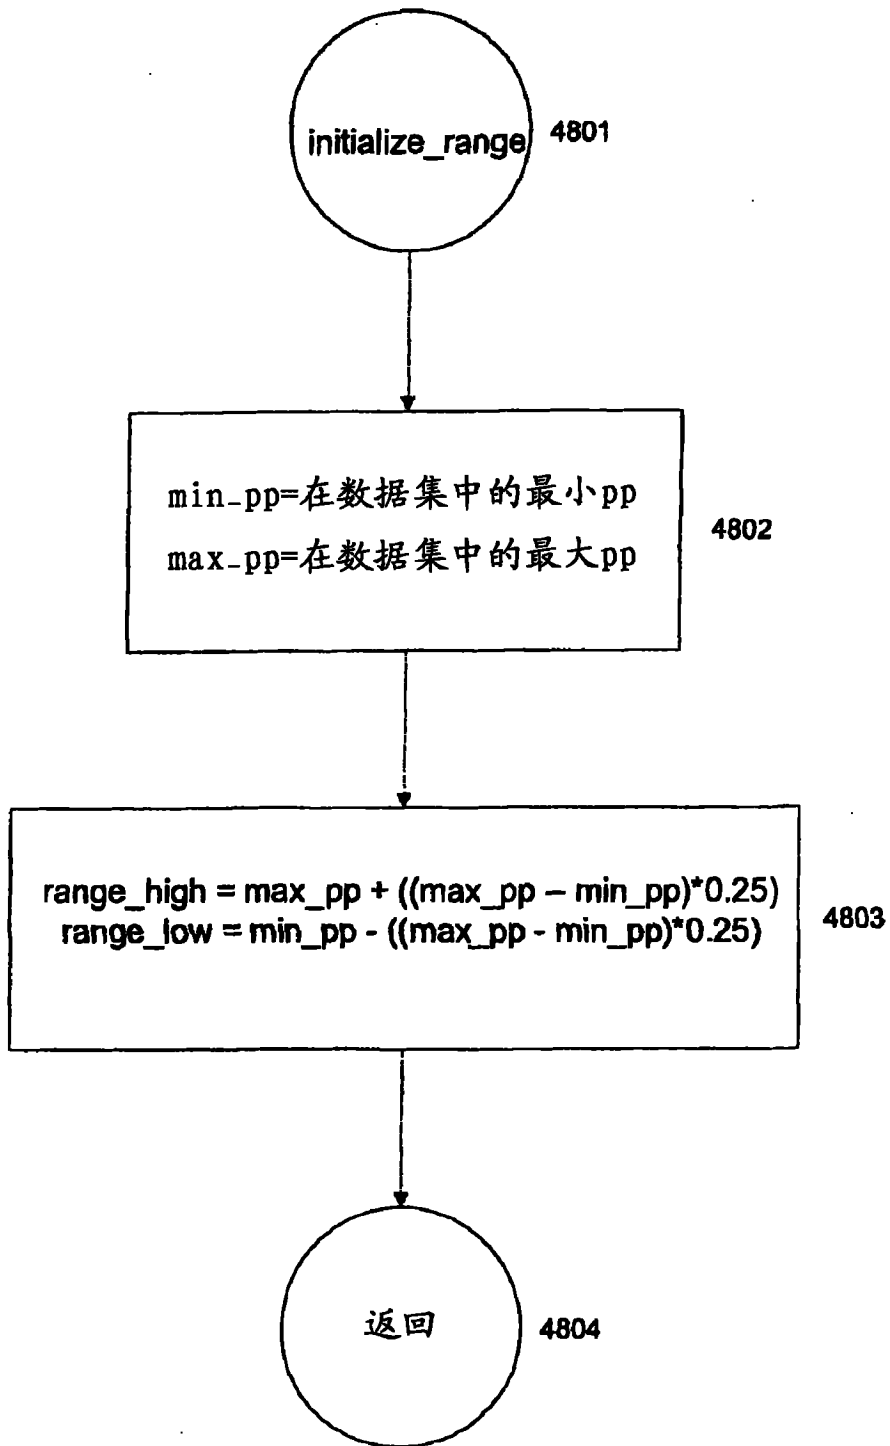 initialize_range
4801
min_pp=在数据集中的最小pp
max_pp=在数据集中的最大pp
4802
range_high = max_pp + ((max_pp – min_pp)*0.25)
range_low = min_pp - ((max_pp - min_pp)*0.25)
4803
返回
4804